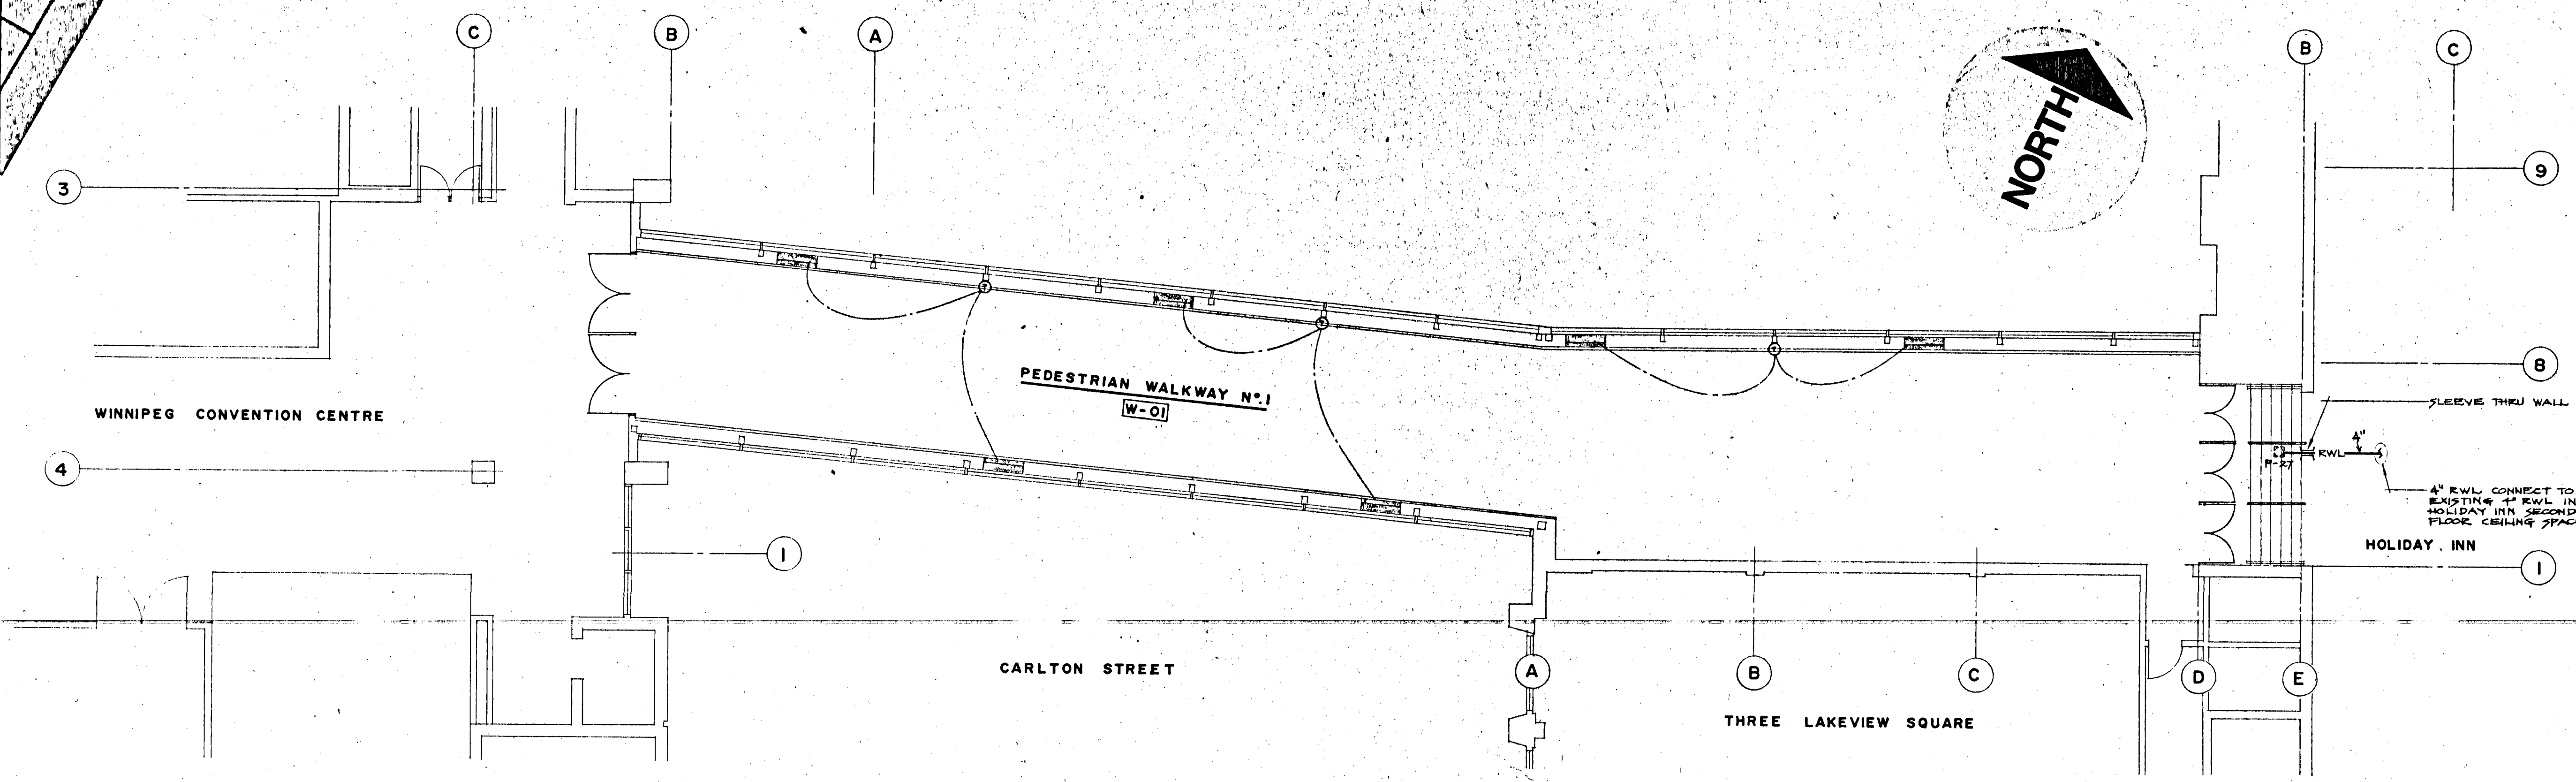 C
B
A
B
C
NORTH
3
9
8
PEDESTRIAN WALKWAY Nº.1
W-01
WINNIPEG CONVENTION CENTRE
SLEEVE THRU WALL
4
4"
RWL
P-27
4" RWL CONNECT TO
EXISTING 4" RWL IN
HOLIDAY INN SECOND
FLOOR CEILING SPAC
HOLIDAY INN
1
1
CARLTON STREET
A
B
C
D
E
THREE LAKEVIEW SQUARE